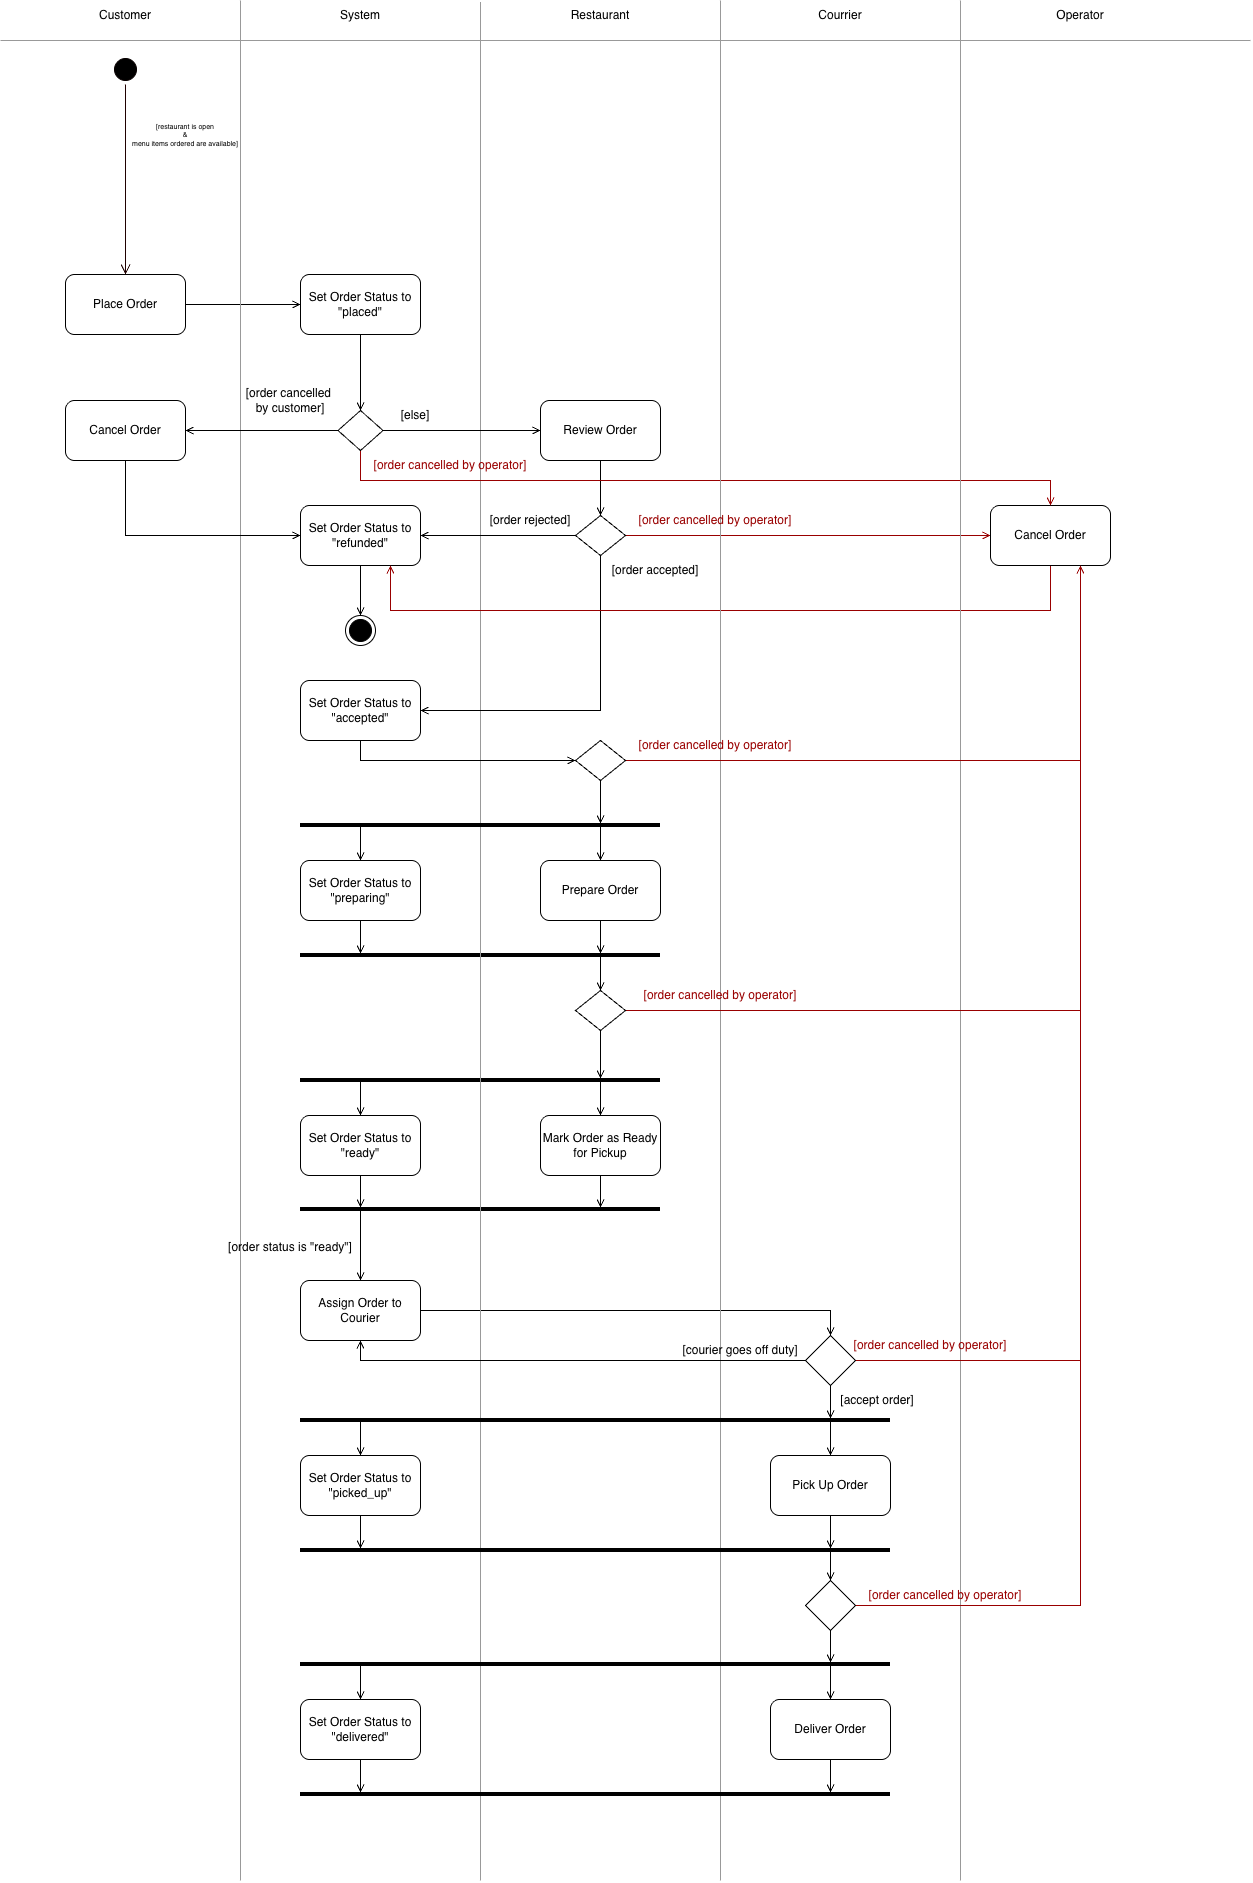 Customer
System
Restaurant
Courrier
Operator
[restaurant is open
&
menu items ordered are available]
Place Order
Set Order Status to
"placed"
[order cancelled
by customer]
[else]
Cancel Order
Review Order
[order cancelled by operator]
Set Order Status to
"refunded"
[order rejected]
[order cancelled by operator]
Cancel Order
[order accepted]
Set Order Status to
"accepted"
[order cancelled by operator]
Set Order Status to
"preparing"
Prepare Order
[order cancelled by operator]
Set Order Status to
"ready"
Mark Order as Ready
for Pickup
[order status is "ready"]
Assign Order to
Courier
[courier goes off duty]
[order cancelled by operator]
[accept order]
Set Order Status to
"picked_up"
Pick Up Order
[order cancelled by operator]
Set Order Status to
"delivered"
Deliver Order